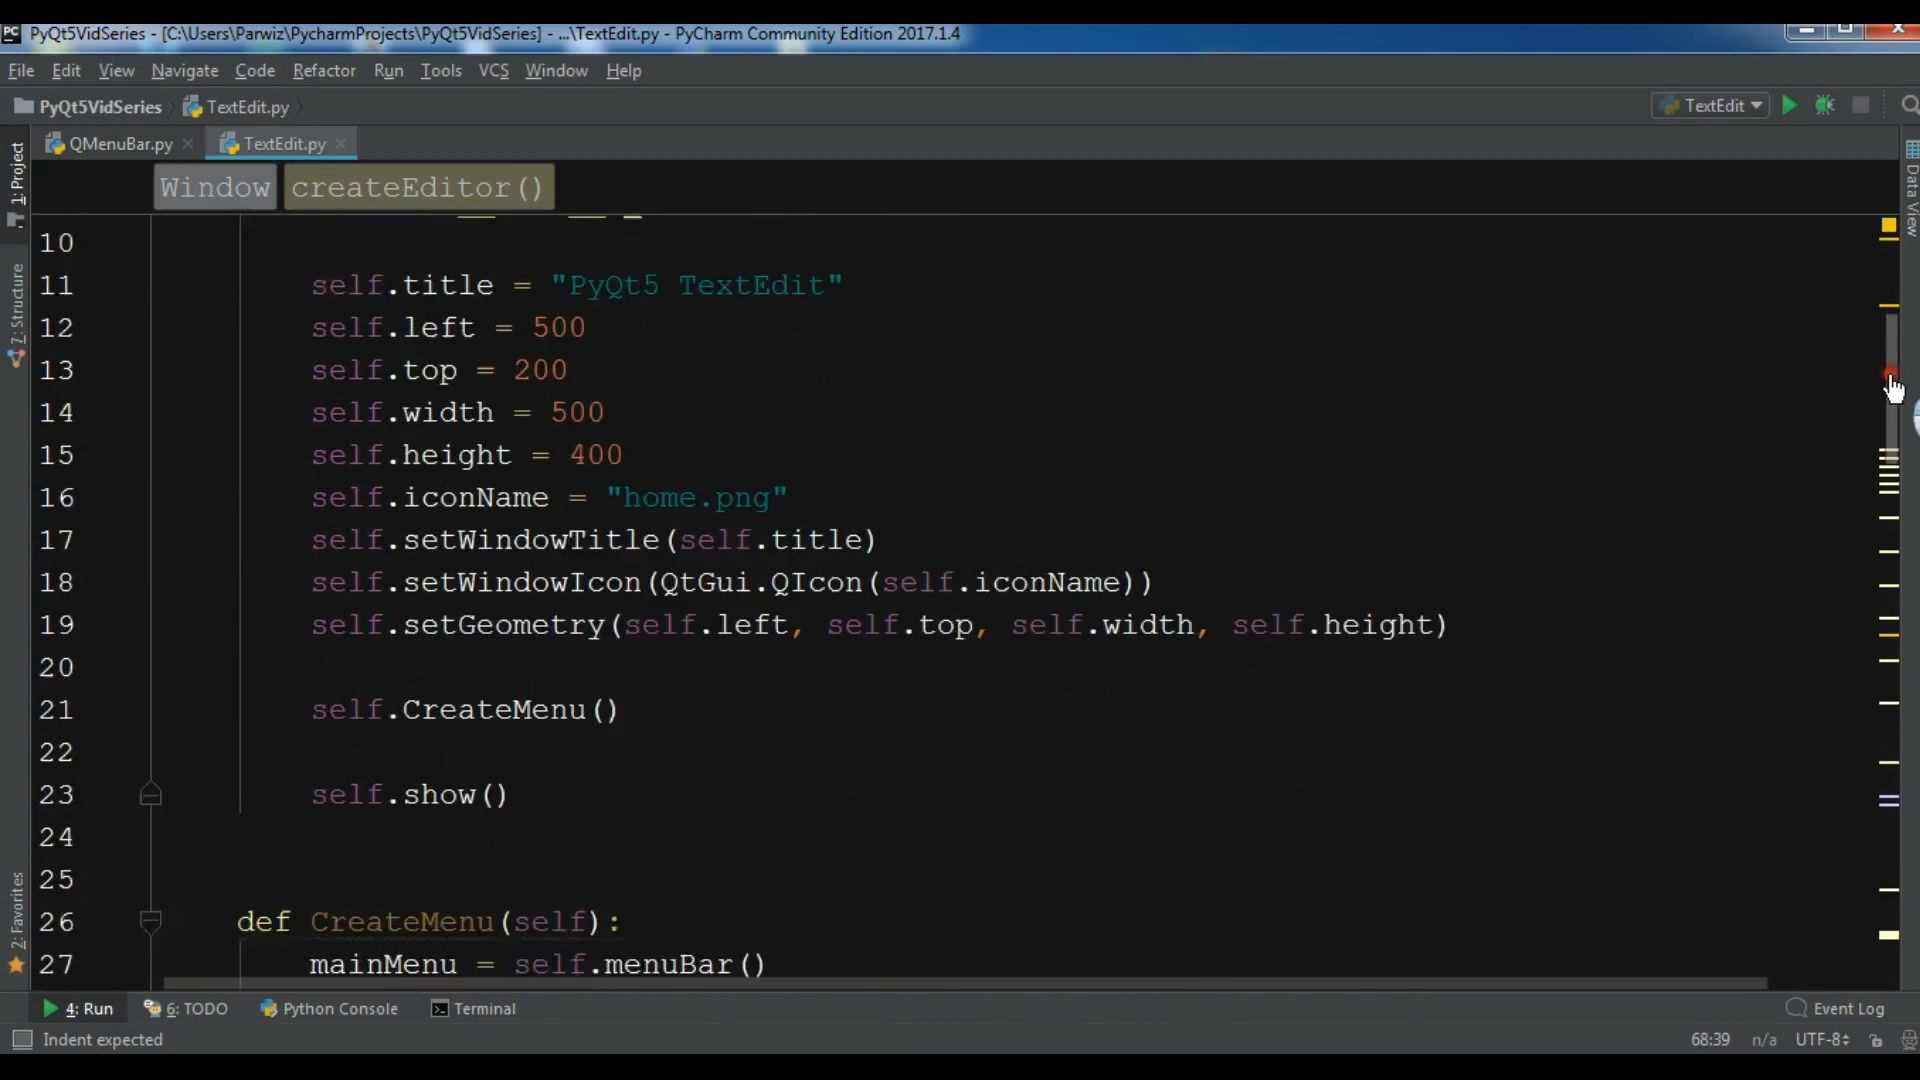 PC PyQt5VidSeries - [C:\Users\Parwiz\PycharmProjects\PyQt5VidSeries] - ...\TextEdit.py - PyCharm Community Edition 2017.1.4
File Edit View Navigate Code Refactor Run Tools VCS Window Help
PyQt5VidSeries TextEdit.py TextEdit
QMenuBar.py TextEdit.py
1: Project
7: Structure
2: Favorites
Data View
Window createEditor()
10
11 self.title = "PyQt5 TextEdit"
12 self.left = 500
13 self.top = 200
14 self.width = 500
15 self.height = 400
16 self.iconName = "home.png"
17 self.setWindowTitle(self.title)
18 self.setWindowIcon(QtGui.QIcon(self.iconName))
19 self.setGeometry(self.left, self.top, self.width, self.height)
20
21 self.CreateMenu()
22
23 self.show()
24
25
26 def CreateMenu(self):
27 mainMenu = self.menuBar()
4: Run 6: TODO Python Console Terminal Event Log
Indent expected 68:39 n/a UTF-8